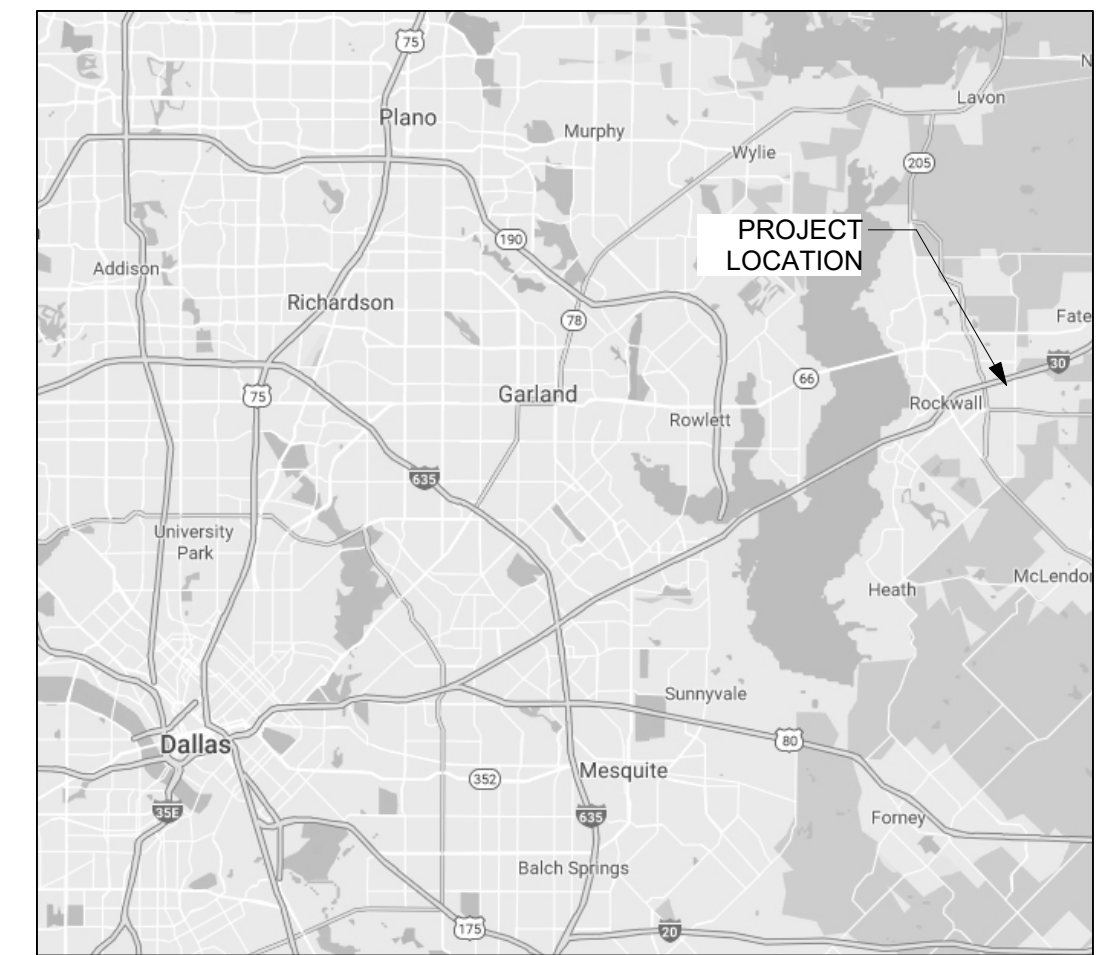 75
Plano
Lavon
N
Murphy
Wylie
205
PROJECT
LOCATION
190
Addison
Richardson
78
Fate
30
66
75
Garland
Rockwall
Rowlett
635
University
Park
Heath
McLendon
Sunnyvale
Dallas
80
352
Mesquite
35E
635
Forney
Balch Springs
175
20